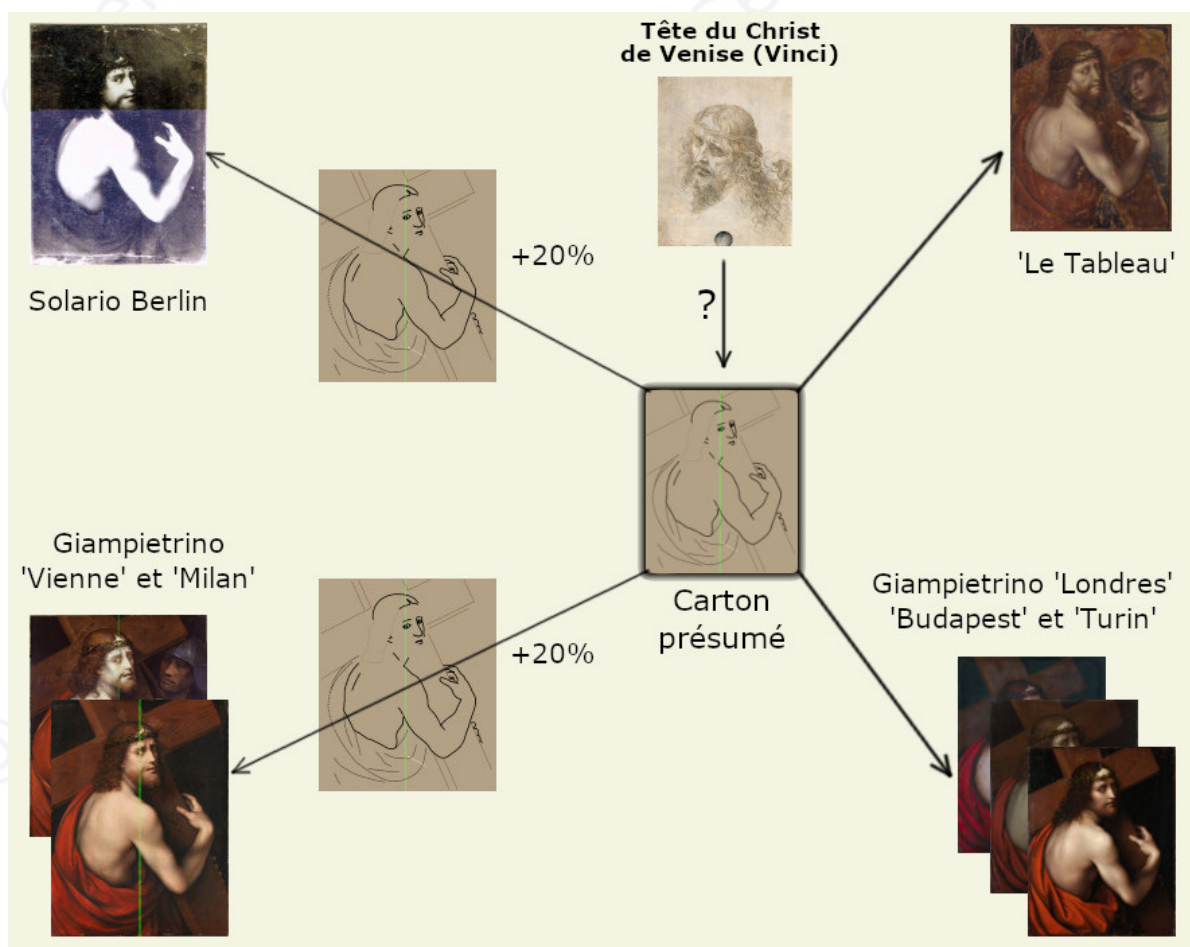 Tête du Christ
de Venise (Vinci)
+20%
?
'Le Tableau'
Solario Berlin
Giampietrino
'Vienne' et 'Milan'
Carton
présumé
Giampietrino 'Londres'
'Budapest' et 'Turin'
+20%